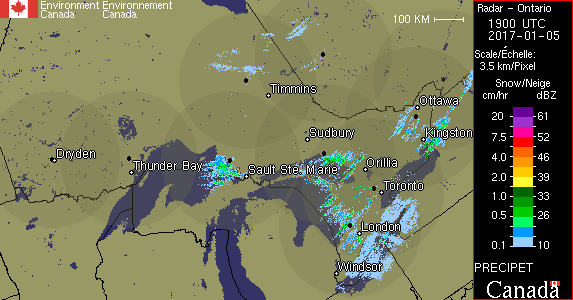 Environment Environnement
Canada Canada
100 KM
Timmins
Ottawa
Sudbury
Kingston
Dryden
Thunder Bay
Sault Ste. Marie
Orillia
Toronto
London
Windsor
Radar - Ontario
1900 UTC
2017-01-05
Scale/Échelle:
3.5 km/Pixel
Snow/Neige
cm/hr dBZ
20 61
7.5 52
4.0 46
2.0 39
1.0 33
0.5 26
0.1 10
PRECIPET
Canada